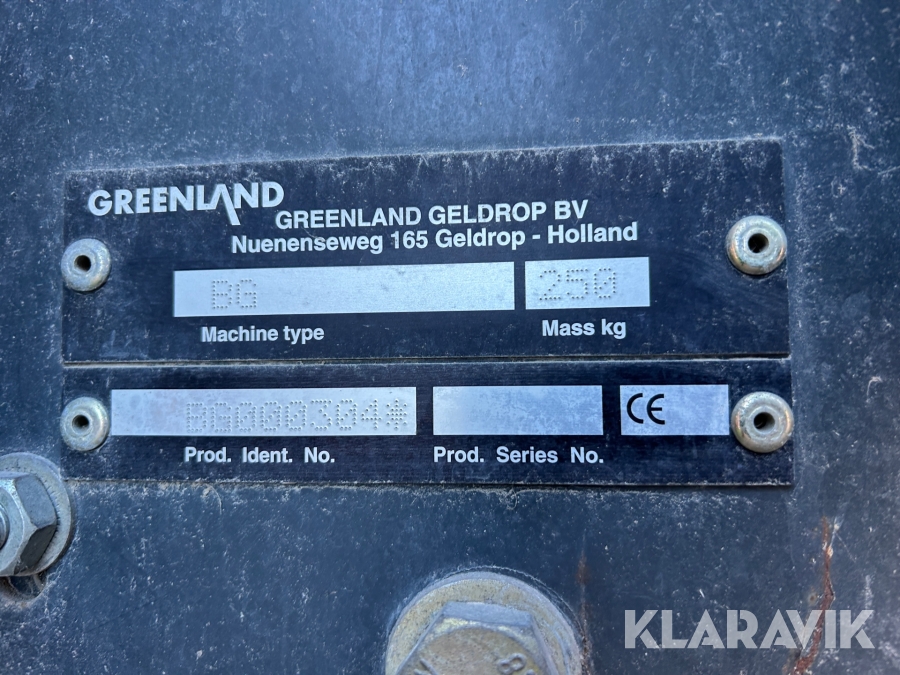 GREENLAND
GREENLAND GELDROP BV
Nuenenseweg 165 Geldrop - Holland
BG 250
Machine type Mass kg
CE
Prod. Ident. No. Prod. Series No.
KLARAVIK